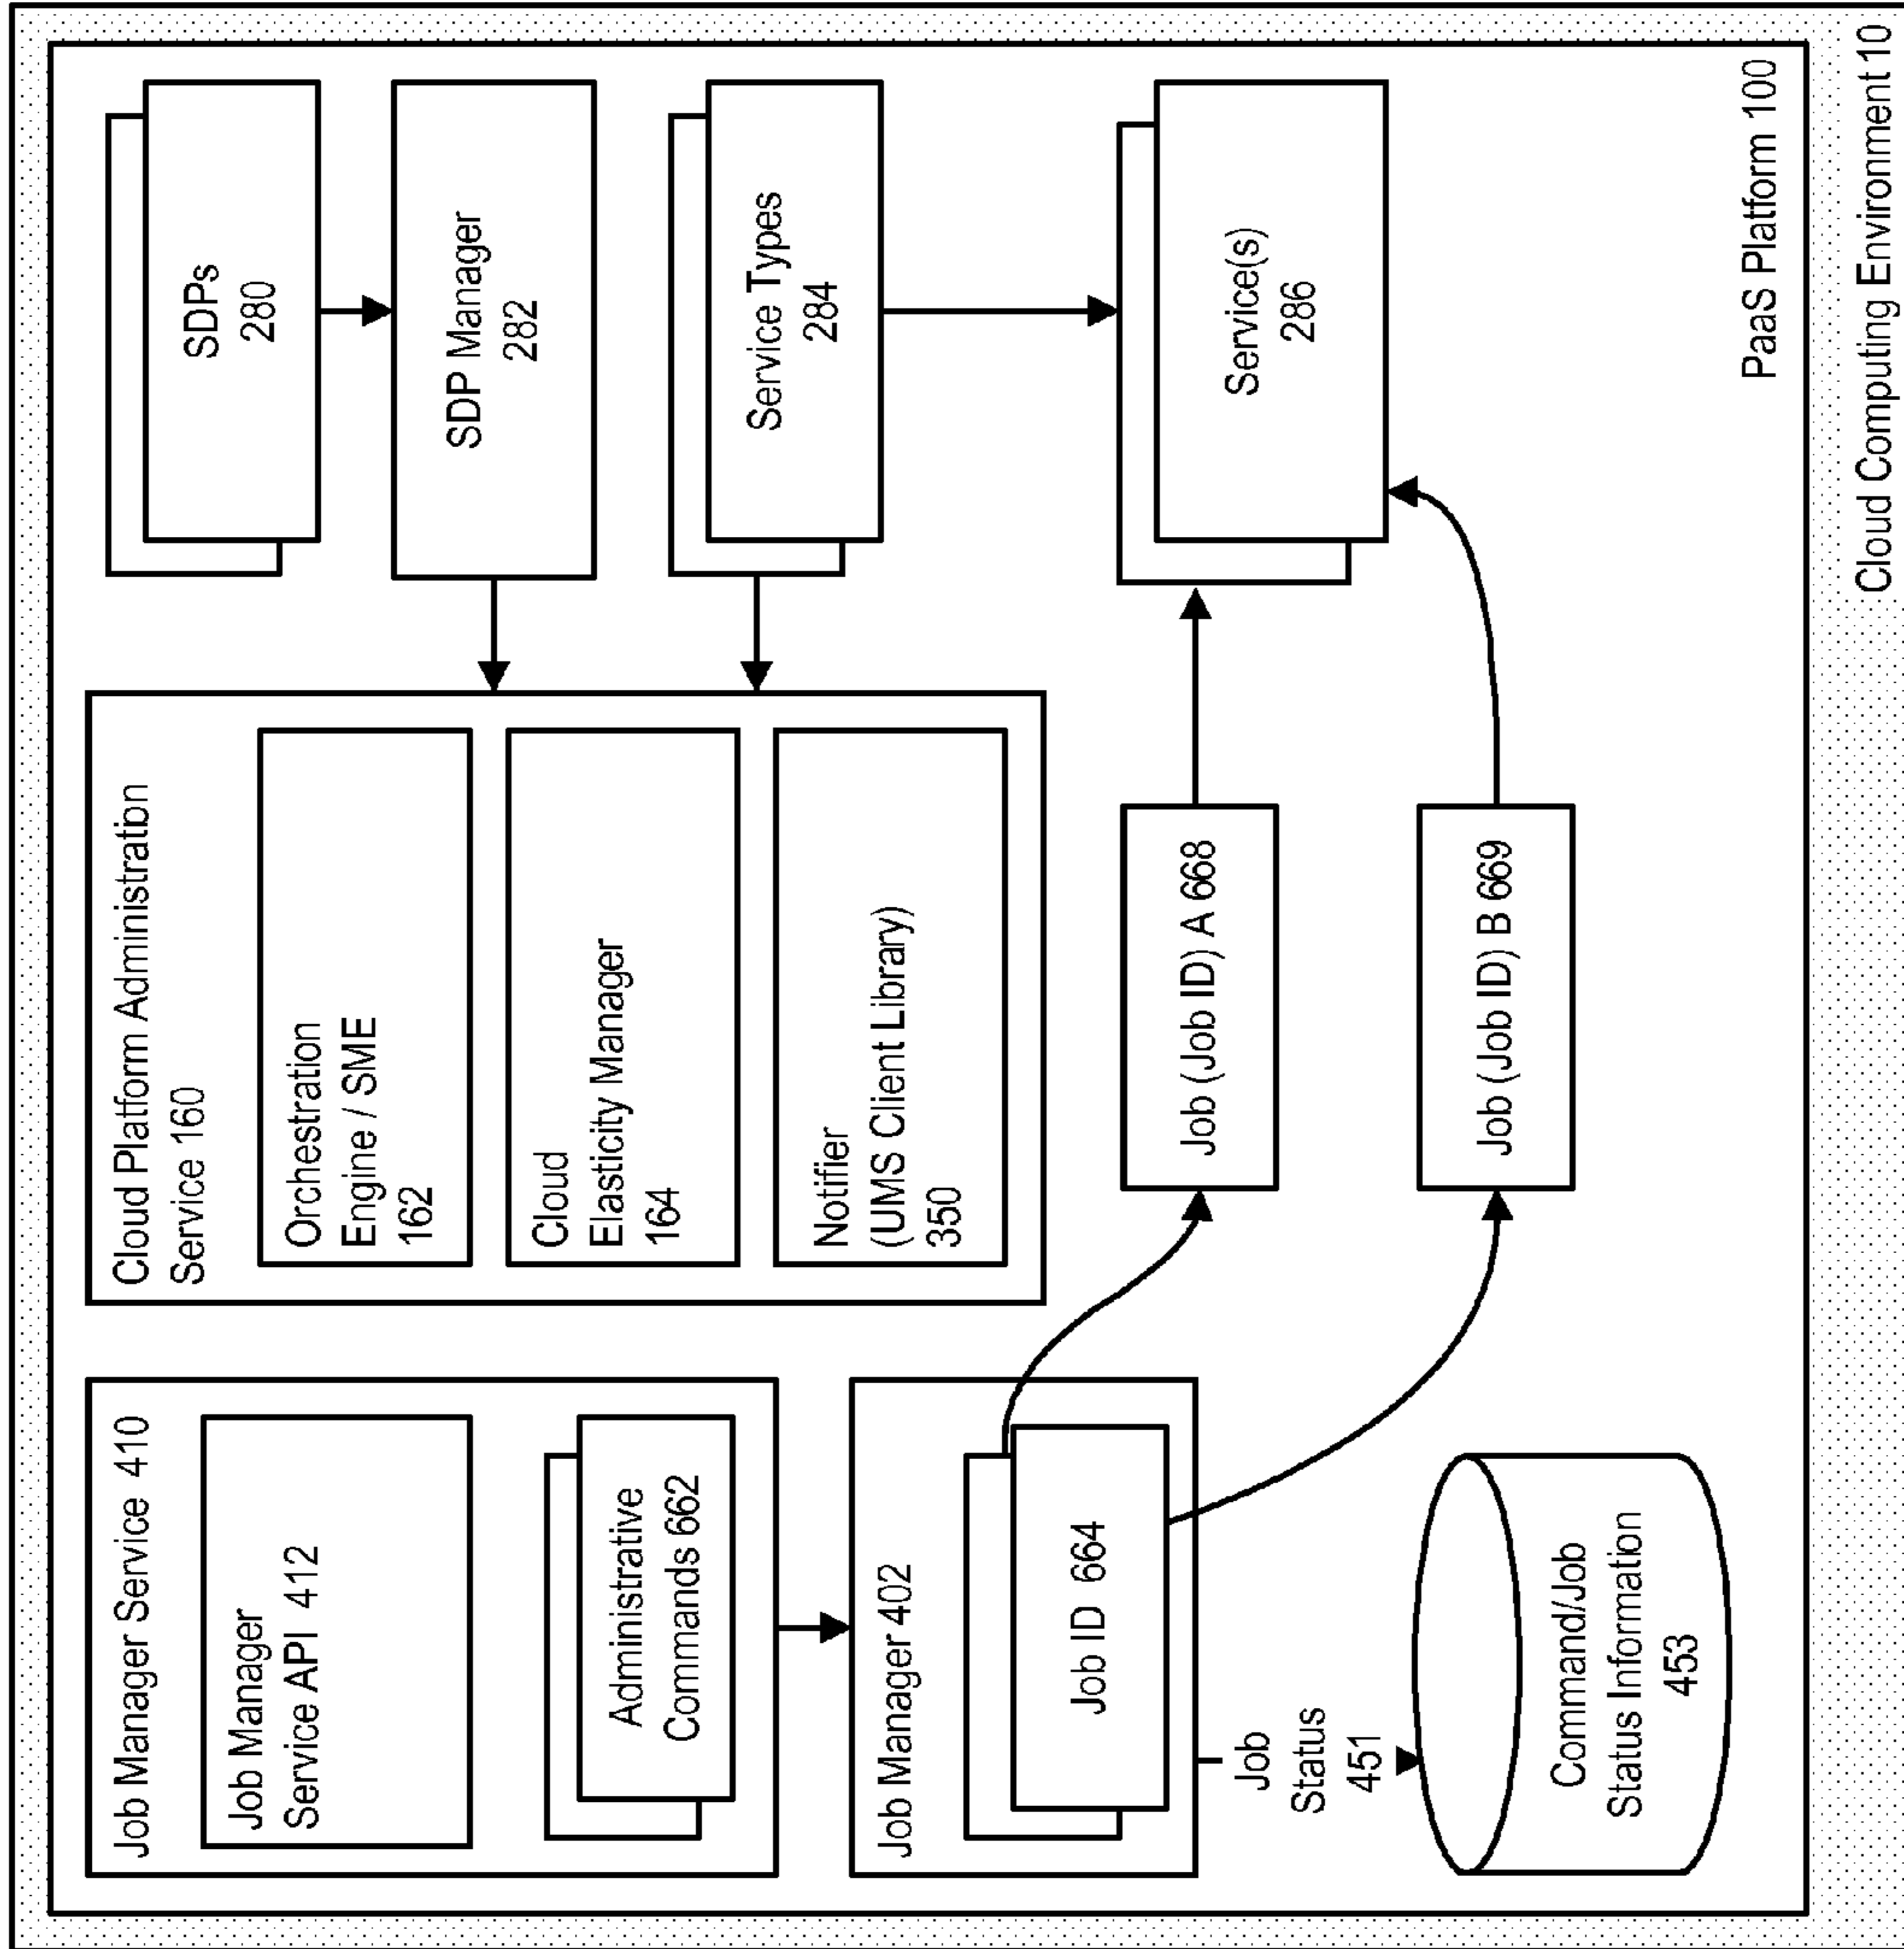 Job Manager Service 410
Job Manager
Service API 412
Administrative
Commands 662
Job Manager 402
Job ID 664
Job
Status
451
Command/Job
Status Information
453
Cloud Platform Administration
Service 160
Orchestration
Engine / SME
162
Cloud
Elasticity Manager
164
Notifier
(UMS Client Library)
350
Job (Job ID) A 668
Job (Job ID) B 669
SDPs
280
SDP Manager
282
Service Types
284
Service(s)
286
PaaS Platform 100
Cloud Computing Environment 10